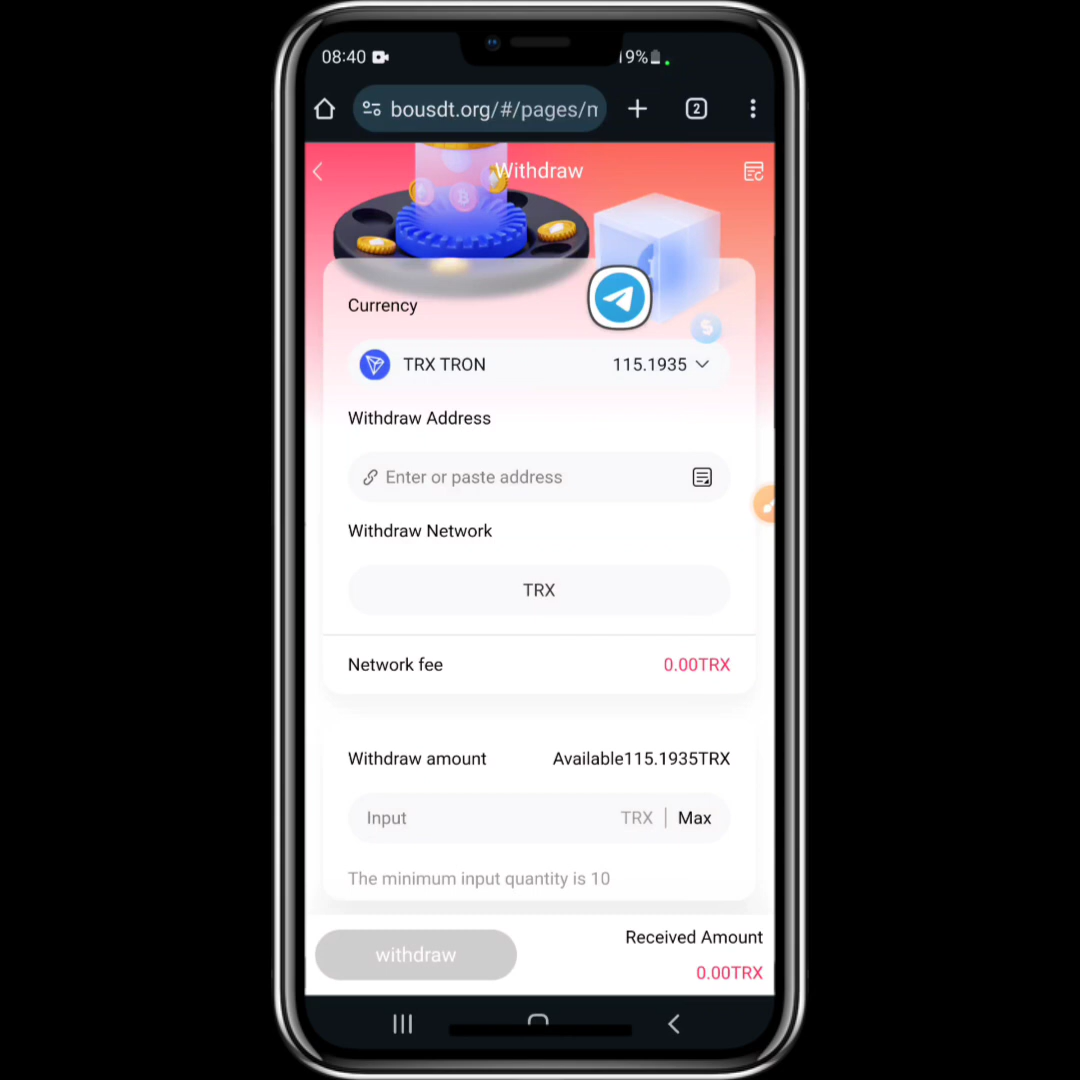 08:40
19%
bousdt.org/#/pages/m
2
Withdraw
Currency
TRX TRON 115.1935
Withdraw Address
Enter or paste address
Withdraw Network
TRX
Network fee 0.00TRX
Withdraw amount Available115.1935TRX
Input TRX | Max
The minimum input quantity is 10
withdraw
Received Amount
0.00TRX